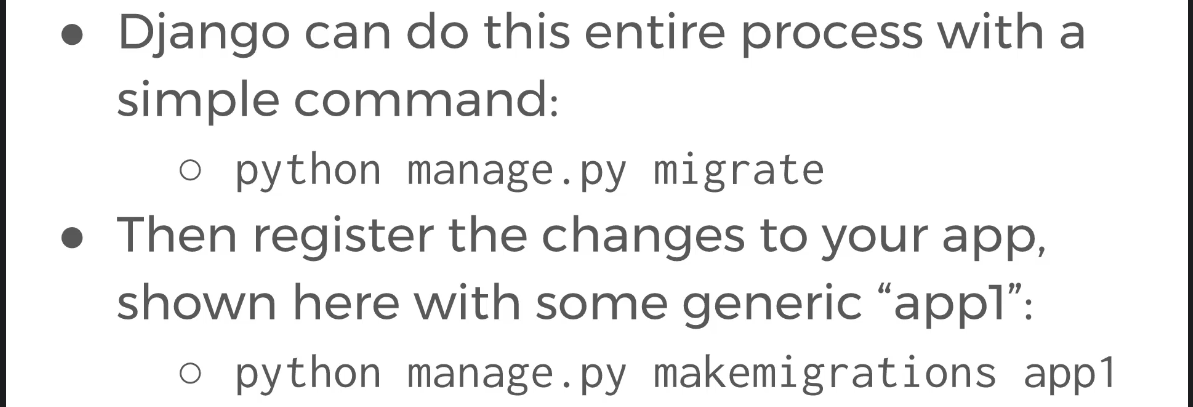 ● Django can do this entire process with a
simple command:
○ python manage.py migrate
● Then register the changes to your app,
shown here with some generic “app1”:
○ python manage.py makemigrations app1